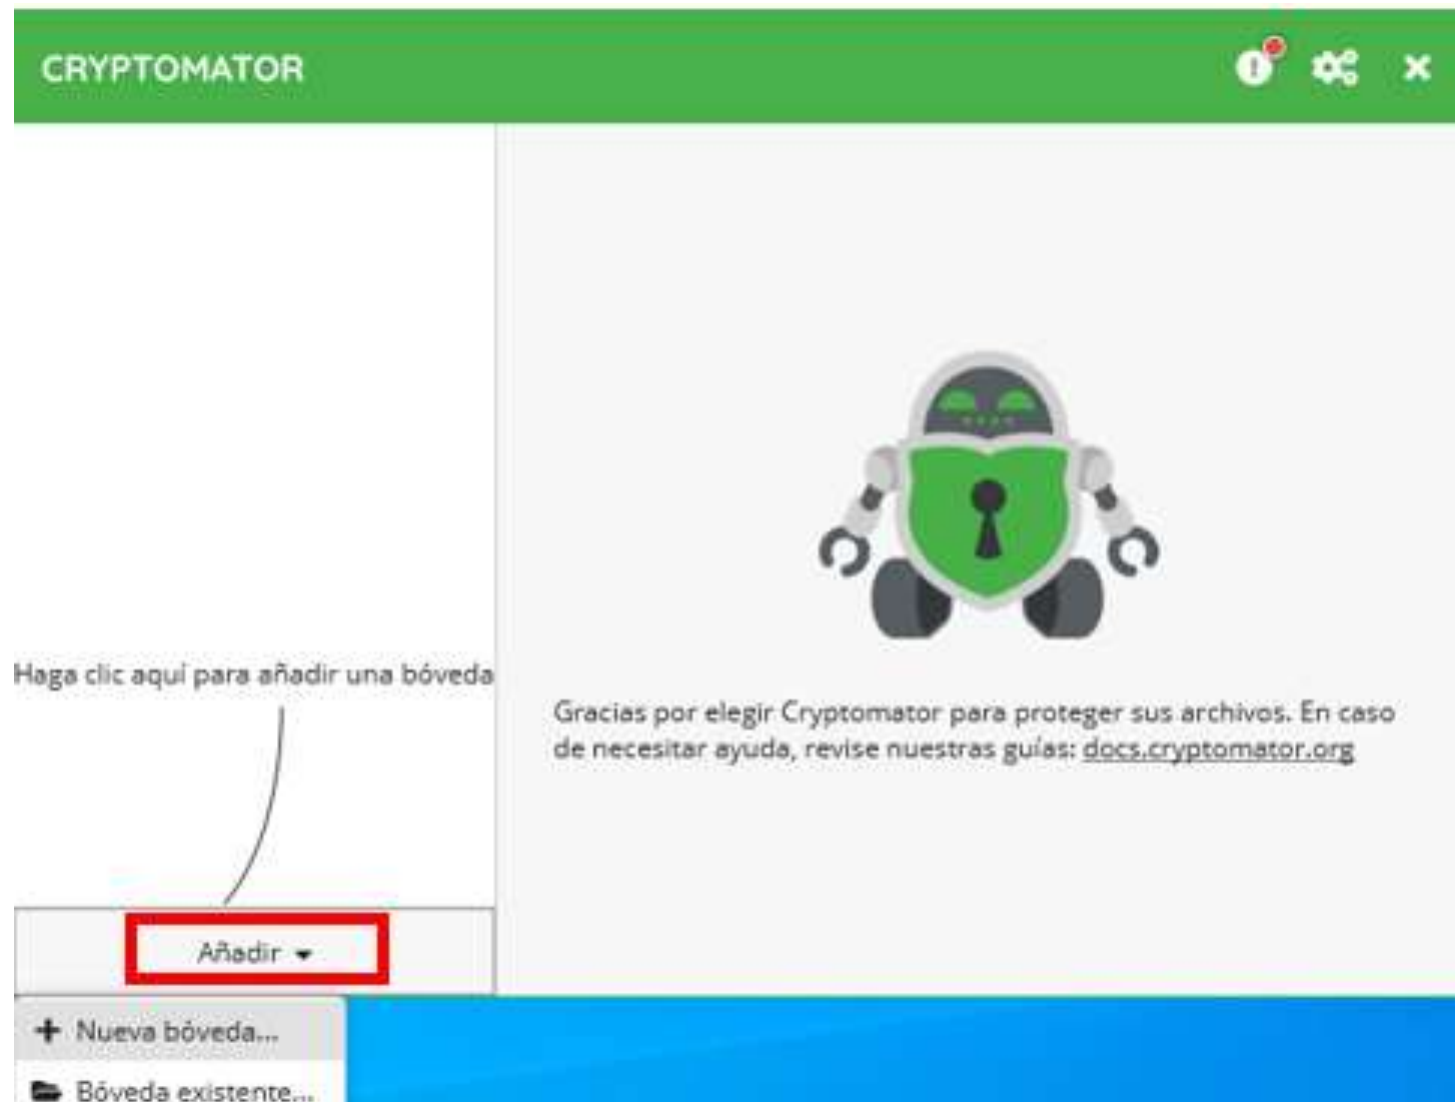 CRYPTOMATOR
Haga clic aquí para añadir una bóveda
Gracias por elegir Cryptomator para proteger sus archivos. En caso
de necesitar ayuda, revise nuestras guías: docs.cryptomator.org
Añadir
Nueva bóveda...
Bóveda existente...